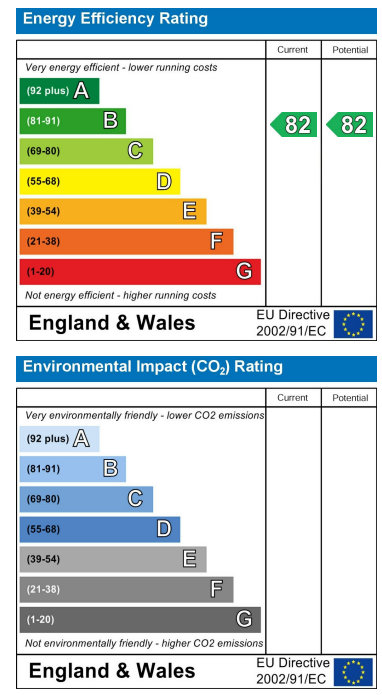 Energy Efficiency Rating
Current Potential
Very energy efficient - lower running costs
(92 plus) A
(81-91) B 82 82
(69-80) C
(55-68) D
(39-54) E
(21-38) F
(1-20) G
Not energy efficient - higher running costs
England & Wales
EU Directive
2002/91/EC
Environmental Impact (CO₂) Rating
Current Potential
Very environmentally friendly - lower CO2 emissions
(92 plus) A
(81-91) B
(69-80) C
(55-68) D
(39-54) E
(21-38) F
(1-20) G
Not environmentally friendly - higher CO2 emissions
England & Wales
EU Directive
2002/91/EC